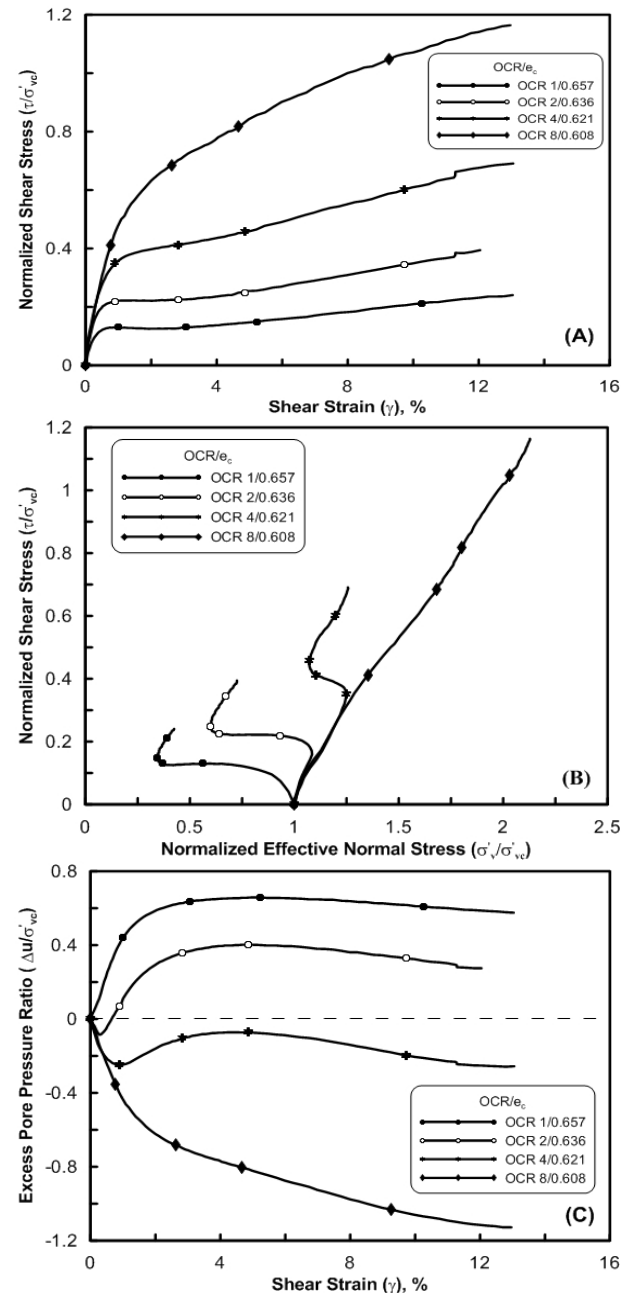 1.2
0.8
0.4
0
Normalized Shear Stress (τ/σ'vc)
OCR/ec
OCR 1/0.657
OCR 2/0.636
OCR 4/0.621
OCR 8/0.608
(A)
0 4 8 12 16
Shear Strain (γ), %
1.2
1
0.8
0.6
0.4
0.2
0
Normalized Shear Stress (τ/σ'vc)
OCR/ec
OCR 1/0.657
OCR 2/0.636
OCR 4/0.621
OCR 8/0.608
(B)
0 0.5 1 1.5 2 2.5
Normalized Effective Normal Stress (σ'v/σ'vc)
0.8
0.4
0
-0.4
-0.8
-1.2
Excess Pore Pressure Ratio ( Δu/σ'vc)
OCR/ec
OCR 1/0.657
OCR 2/0.636
OCR 4/0.621
OCR 8/0.608
(C)
0 4 8 12 16
Shear Strain (γ), %